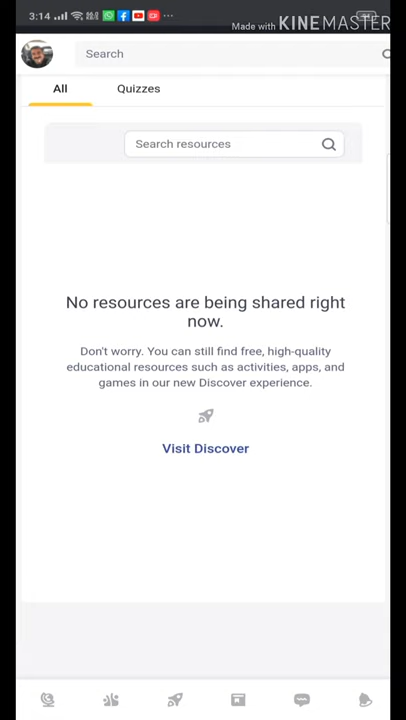 3:14
Made with KINEMASTER
Search
All Quizzes
Search resources
No resources are being shared right
now.
Don't worry. You can still find free, high-quality
educational resources such as activities, apps, and
games in our new Discover experience.
Visit Discover